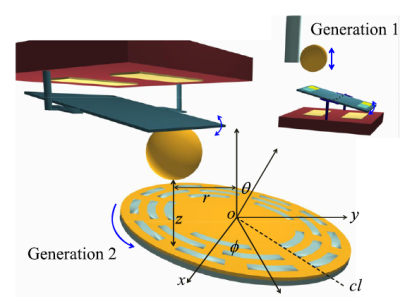 Generation 1
θ
r
z
o
y
ϕ
Generation 2
x
cl